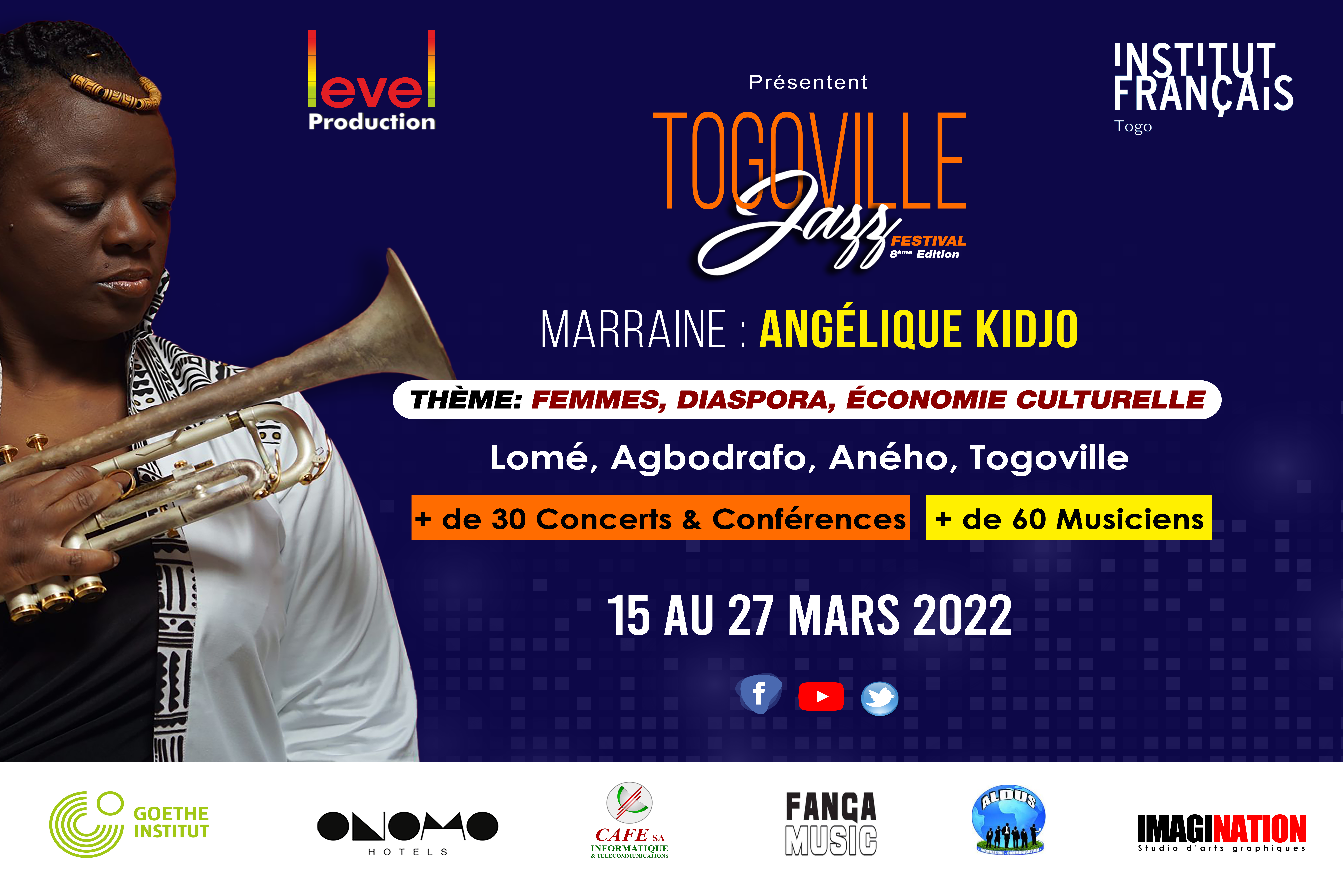 level
Production
Présentent
INSTITUT
FRANÇAIS
Togo
TOGOVILLE
Jazz
FESTIVAL
8ème Edition
MARRAINE : ANGÉLIQUE KIDJO
THÈME: FEMMES, DIASPORA, ÉCONOMIE CULTURELLE
Lomé, Agbodrafo, Aného, Togoville
+ de 30 Concerts & Conférences
+ de 60 Musiciens
15 AU 27 MARS 2022
GOETHE
INSTITUT
ONOMO
HOTELS
CAFE SA
INFORMATIQUE
& TELECOMMUNICATIONS
FANGA
MUSIC
ALDUS
IMAGINATION
Studio d'arts graphiques